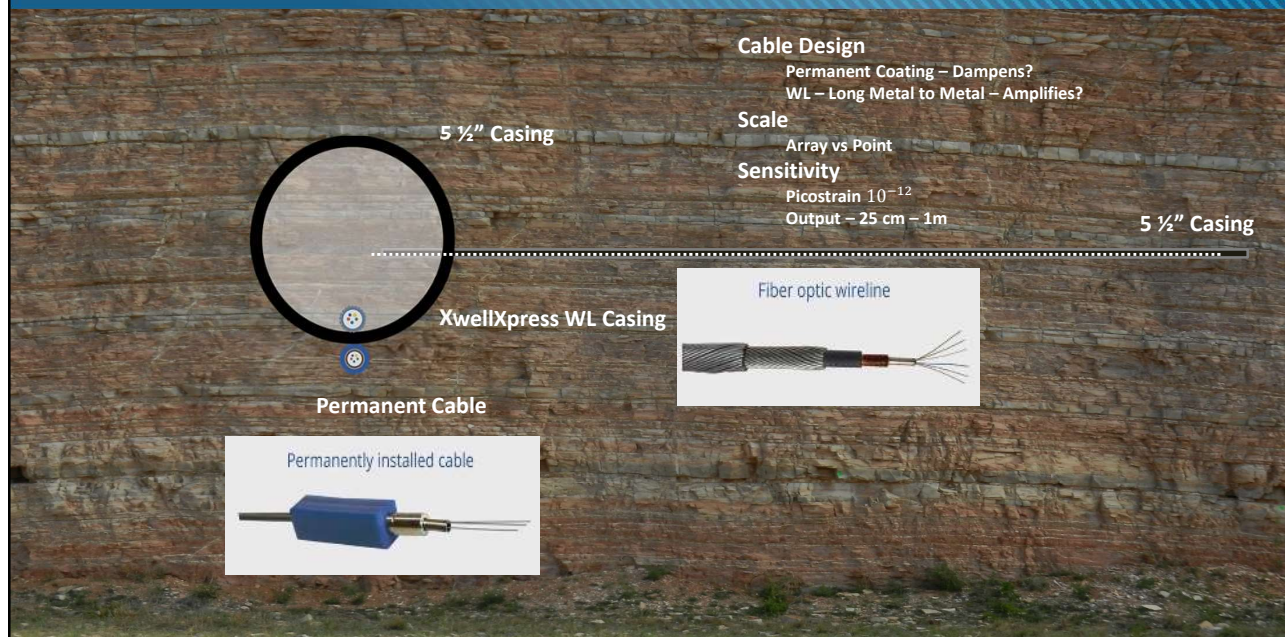 Cable Design
Permanent Coating – Dampens?
WL – Long Metal to Metal – Amplifies?
Scale
Array vs Point
Sensitivity
Picostrain 10⁻¹²
Output – 25 cm – 1m
5 ½” Casing
5 ½” Casing
XwellXpress WL Casing
Fiber optic wireline
Permanent Cable
Permanently installed cable